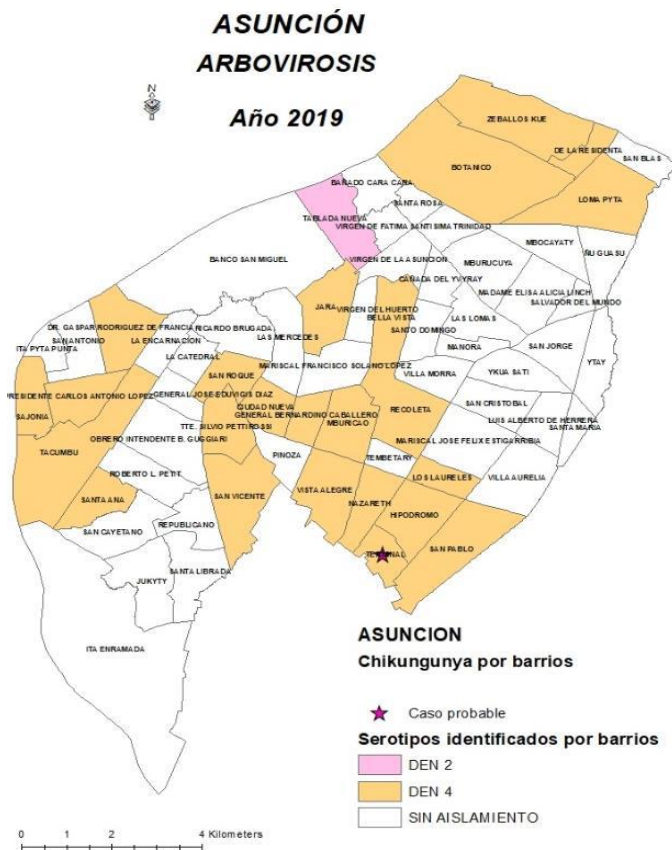 ASUNCIÓN
ARBOVIROSIS
Año 2019
N
ZEBALLOS KUE
DE LA RESIDENTA
SAN BLAS
BOTANICO
LOMA PYTA
BAÑADO CARA CARA
TABLADA NUEVA
SANTA ROSA
VIRGEN DE FATIMA
SANTISIMA TRINIDAD
MBOCAYATY
ÑU GUASU
BANCO SAN MIGUEL
VIRGEN DE LA ASUNCION
MBURUCUYA
CAÑADA DEL YVYRAY
MADAME ELISA ALICIA LINCH
SALVADOR DEL MUNDO
JARA
VIRGEN DEL HUERTO
BELLA VISTA
LAS LOMAS
SANTO DOMINGO
DR. GASPAR RODRIGUEZ DE FRANCIA
RICARDO BRUGADA
LAS MERCEDES
ITA PYTA PUNTA
SAN ANTONIO
LA ENCARNACION
MANORA
SAN JORGE
LA CATEDRAL
MARISCAL FRANCISCO SOLANO LOPEZ
YTAY
SAN ROQUE
VILLA MORRA
YKUA SATI
PRESIDENTE CARLOS ANTONIO LOPEZ
GENERAL JOSE EDUVIGIS DIAZ
SAN CRISTOBAL
SAJONIA
CIUDAD NUEVA
GENERAL BERNARDINO CABALLERO
RECOLETA
LUIS ALBERTO DE HERRERA
MBURICAO
SANTA MARIA
TTE. SILVIO PETTIROSSI
OBRERO INTENDENTE B. GUGGIARI
MARISCAL JOSE FELIX ESTIGARRIBIA
TACUMBU
PINOZA
TEMBETARY
ROBERTO L. PETIT
LOS LAURELES
VILLA AURELIA
SANTA ANA
SAN VICENTE
VISTA ALEGRE
NAZARETH
HIPODROMO
SAN CAYETANO
REPUBLICANO
SAN PABLO
TERMINAL
JUKYTY
SANTA LIBRADA
ITA ENRAMADA
ASUNCION
Chikungunya por barrios
Caso probable
Serotipos identificados por barrios
DEN 2
DEN 4
SIN AISLAMIENTO
0 1 2 4 Kilometers